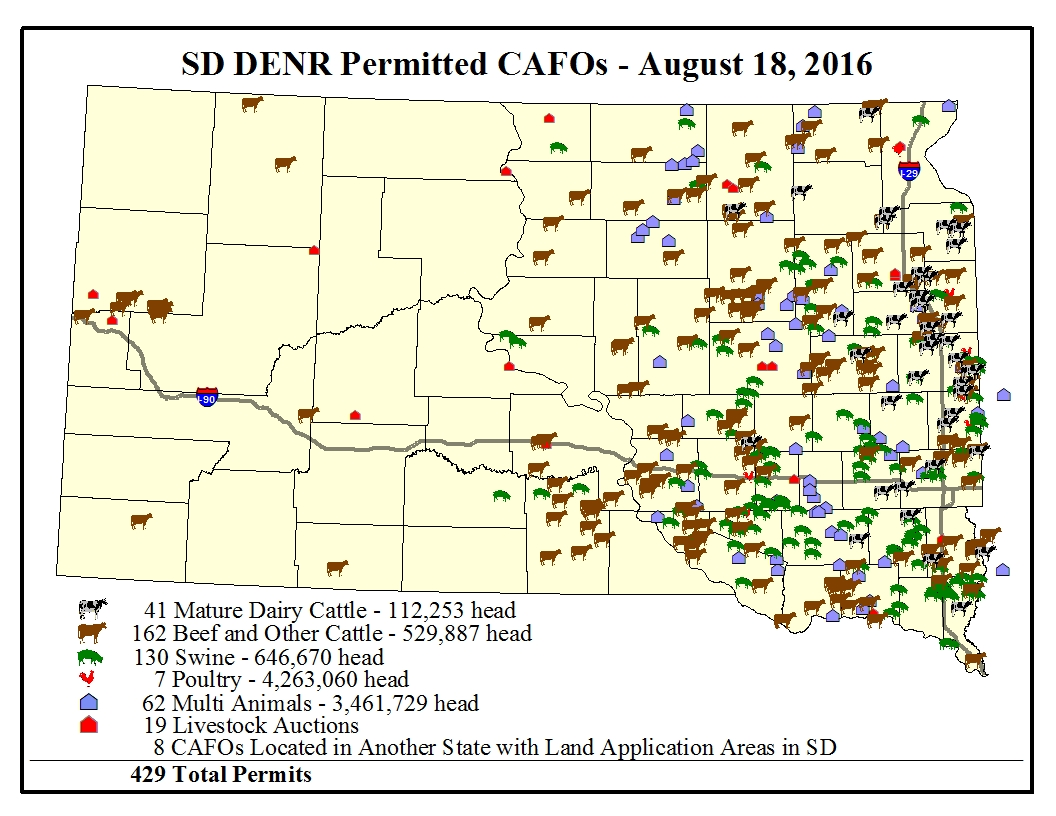 SD DENR Permitted CAFOs - August 18, 2016
I-29
I-90
41 Mature Dairy Cattle - 112,253 head
162 Beef and Other Cattle - 529,887 head
130 Swine - 646,670 head
7 Poultry - 4,263,060 head
62 Multi Animals - 3,461,729 head
19 Livestock Auctions
8 CAFOs Located in Another State with Land Application Areas in SD
429 Total Permits